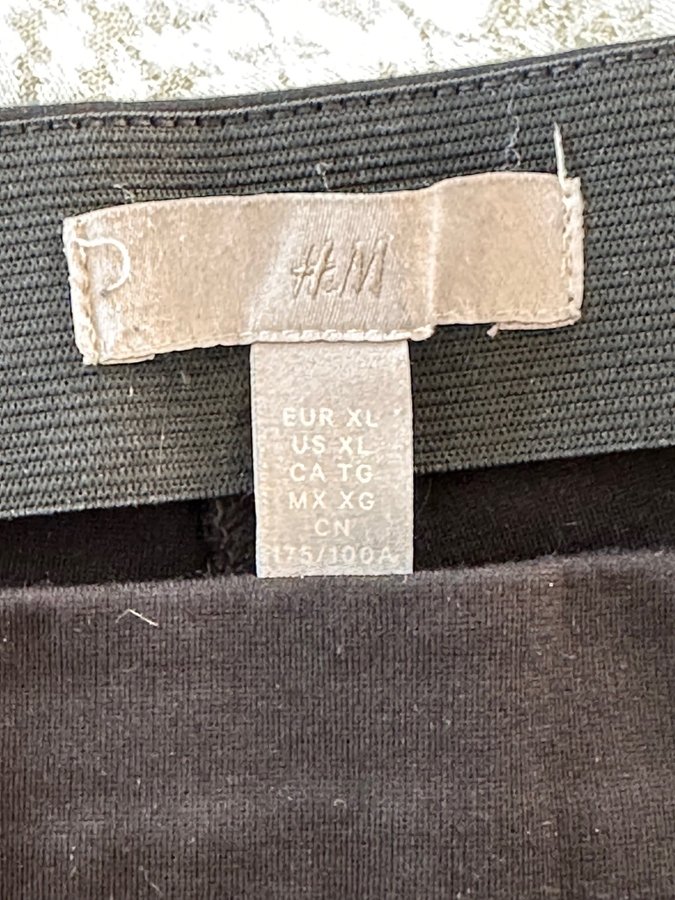 H&M
EUR XL
US XL
CA TG
MX XG
CN
175/100A